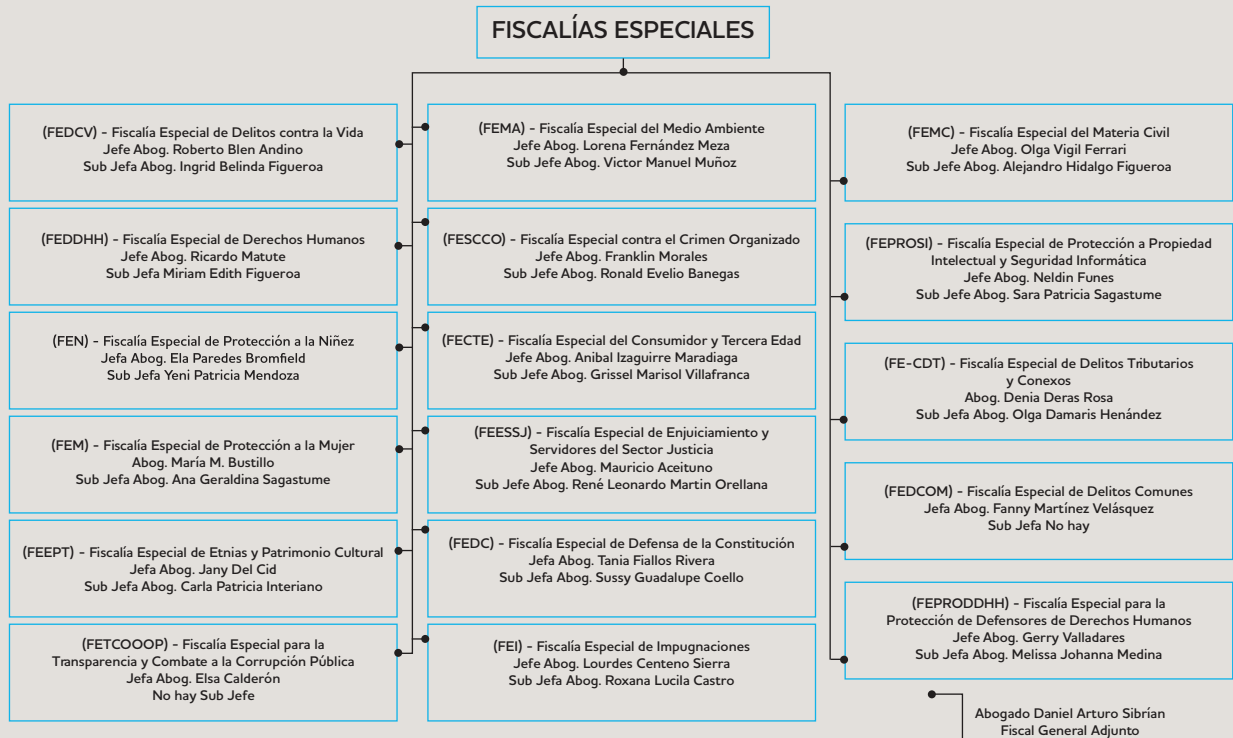 FISCALÍAS ESPECIALES
(FEDCV) - Fiscalía Especial de Delitos contra la Vida
Jefe Abog. Roberto Blen Andino
Sub Jefa Abog. Ingrid Belinda Figueroa
(FEDDHH) - Fiscalía Especial de Derechos Humanos
Jefe Abog. Ricardo Matute
Sub Jefa Miriam Edith Figueroa
(FEN) - Fiscalía Especial de Protección a la Niñez
Jefa Abog. Ela Paredes Bromfield
Sub Jefa Yeni Patricia Mendoza
(FEM) - Fiscalía Especial de Protección a la Mujer
Abog. María M. Bustillo
Sub Jefa Abog. Ana Geraldina Sagastume
(FEEPT) - Fiscalía Especial de Etnias y Patrimonio Cultural
Jefa Abog. Jany Del Cid
Sub Jefa Abog. Carla Patricia Interiano
(FETCOOOP) - Fiscalía Especial para la
Transparencia y Combate a la Corrupción Pública
Jefa Abog. Elsa Calderón
No hay Sub Jefe
(FEMA) - Fiscalía Especial del Medio Ambiente
Jefe Abog. Lorena Fernández Meza
Sub Jefe Abog. Victor Manuel Muñoz
(FESCCO) - Fiscalía Especial contra el Crimen Organizado
Jefe Abog. Franklin Morales
Sub Jefe Abog. Ronald Evelio Banegas
(FECTE) - Fiscalía Especial del Consumidor y Tercera Edad
Jefe Abog. Anibal Izaguirre Maradiaga
Sub Jefe Abog. Grissel Marisol Villafranca
(FEESSJ) - Fiscalía Especial de Enjuiciamiento y
Servidores del Sector Justicia
Jefe Abog. Mauricio Aceituno
Sub Jefe Abog. René Leonardo Martin Orellana
(FEDC) - Fiscalía Especial de Defensa de la Constitución
Jefa Abog. Tania Fiallos Rivera
Sub Jefa Abog. Sussy Guadalupe Coello
(FEI) - Fiscalía Especial de Impugnaciones
Jefe Abog. Lourdes Centeno Sierra
Sub Jefa Abog. Roxana Lucila Castro
(FEMC) - Fiscalía Especial del Materia Civil
Jefe Abog. Olga Vigil Ferrari
Sub Jefe Abog. Alejandro Hidalgo Figueroa
(FEPROSI) - Fiscalía Especial de Protección a Propiedad
Intelectual y Seguridad Informática
Jefe Abog. Neldin Funes
Sub Jefe Abog. Sara Patricia Sagastume
(FE-CDT) - Fiscalía Especial de Delitos Tributarios
y Conexos
Abog. Denia Deras Rosa
Sub Jefa Abog. Olga Damaris Henández
(FEDCOM) - Fiscalía Especial de Delitos Comunes
Jefa Abog. Fanny Martínez Velásquez
Sub Jefa No hay
(FEPRODDHH) - Fiscalía Especial para la
Protección de Defensores de Derechos Humanos
Jefe Abog. Gerry Valladares
Sub Jefa Abog. Melissa Johanna Medina
Abogado Daniel Arturo Sibrían
Fiscal General Adjunto